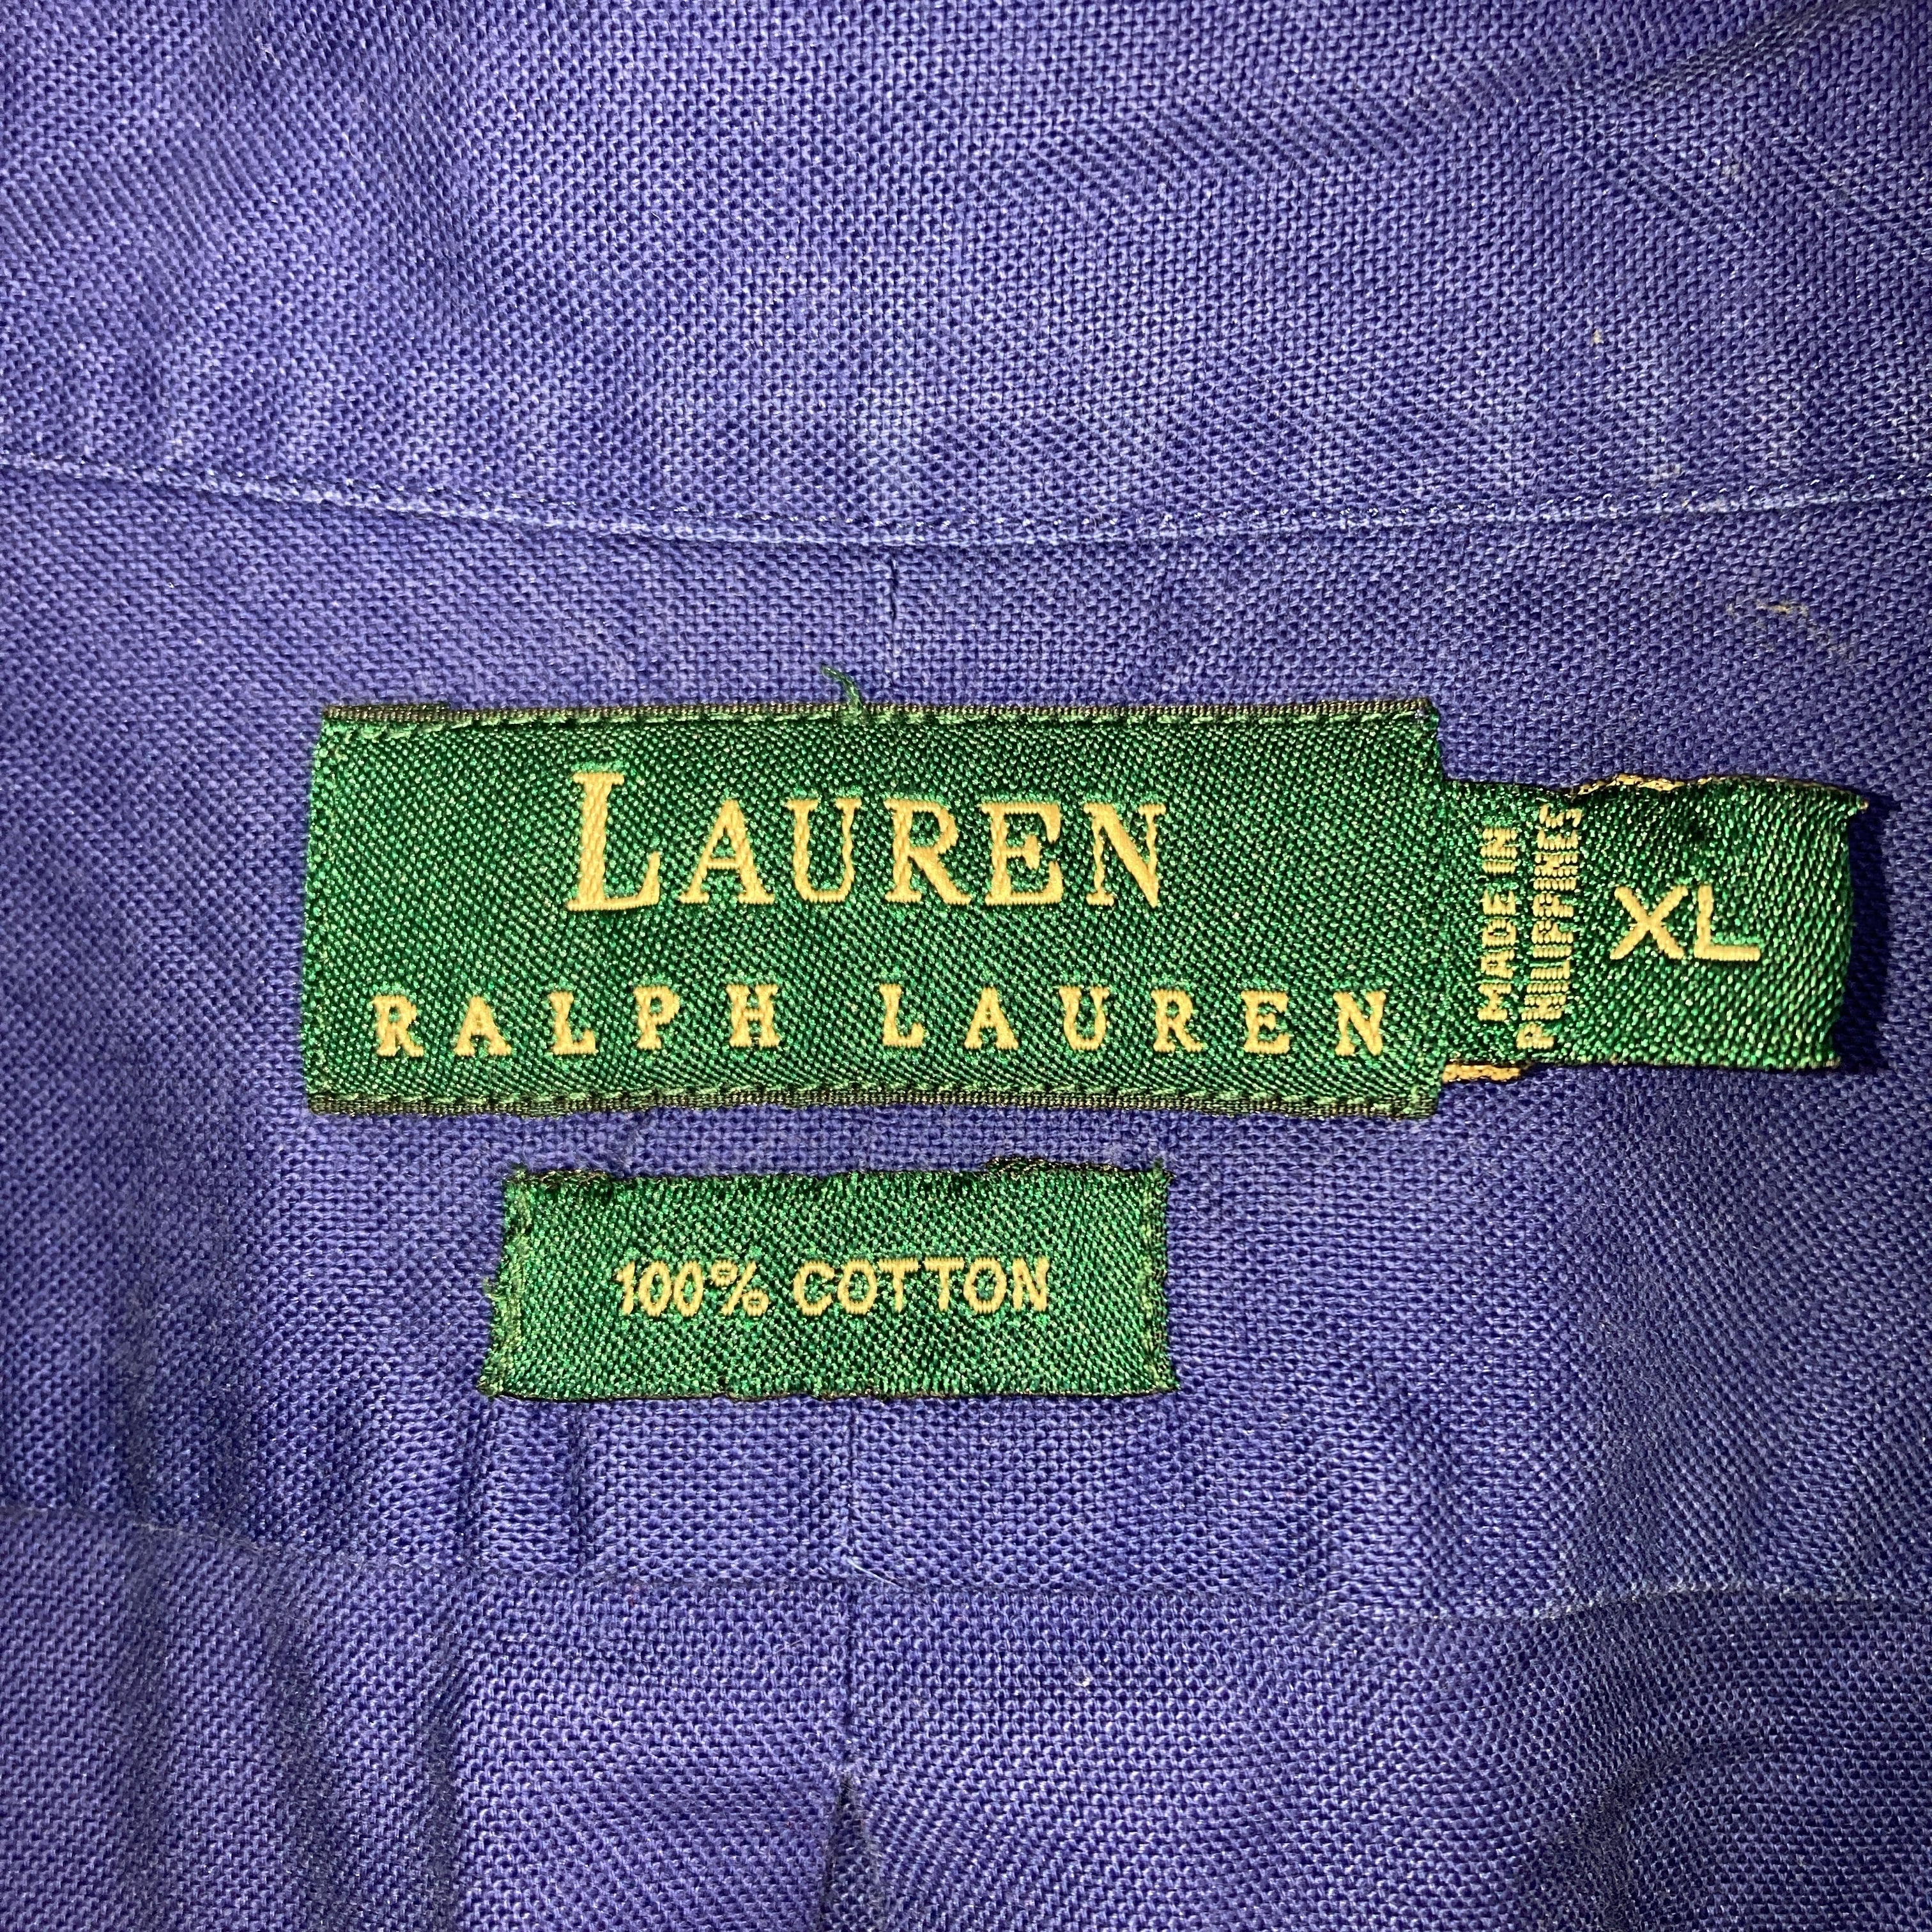 LAUREN
RALPH LAUREN
MADE IN
PHILIPPINES
XL
100% COTTON